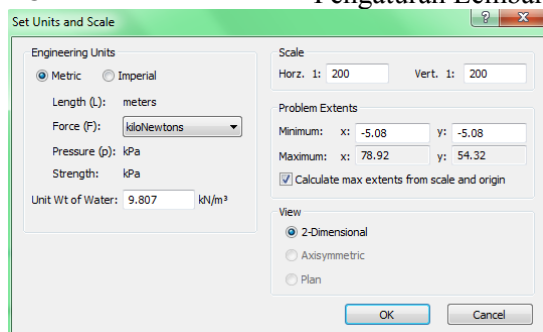 Pengaturan Lembar
Set Units and Scale
Engineering Units
Metric Imperial
Length (L): meters
Force (F): kiloNewtons
Pressure (p): kPa
Strength: kPa
Unit Wt of Water: 9.807 kN/m³
Scale
Horz. 1: 200 Vert. 1: 200
Problem Extents
Minimum: x: -5.08 y: -5.08
Maximum: x: 78.92 y: 54.32
Calculate max extents from scale and origin
View
2-Dimensional
Axisymmetric
Plan
OK Cancel